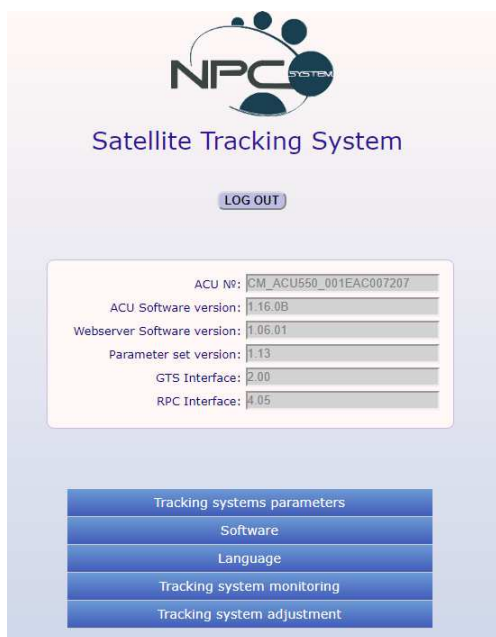 NPC
SYSTEM
Satellite Tracking System
LOG OUT
ACU №: CM_ACU550_001EAC007207
ACU Software version: 1.16.0B
Webserver Software version: 1.06.01
Parameter set version: 1.13
GTS Interface: 2.00
RPC Interface: 4.05
Tracking systems parameters
Software
Language
Tracking system monitoring
Tracking system adjustment